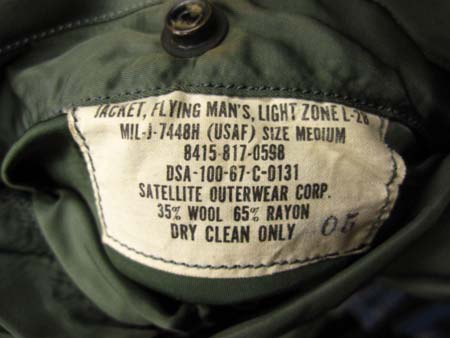 JACKET, FLYING MAN'S, LIGHT ZONE L-2B
MIL-J-7448H (USAF) SIZE MEDIUM
8415-817-0598
DSA-100-67-C-0131
SATELLITE OUTERWEAR CORP.
35% WOOL 65% RAYON
DRY CLEAN ONLY 05